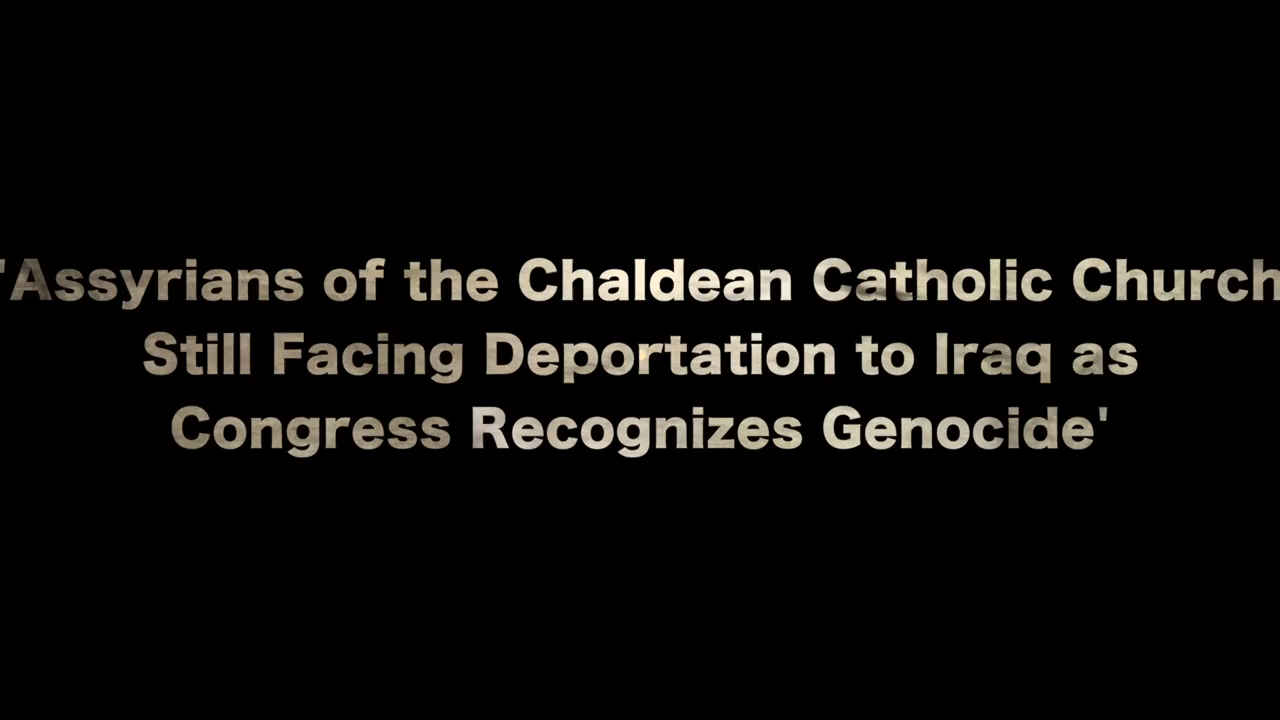 'Assyrians of the Chaldean Catholic Church
Still Facing Deportation to Iraq as
Congress Recognizes Genocide'